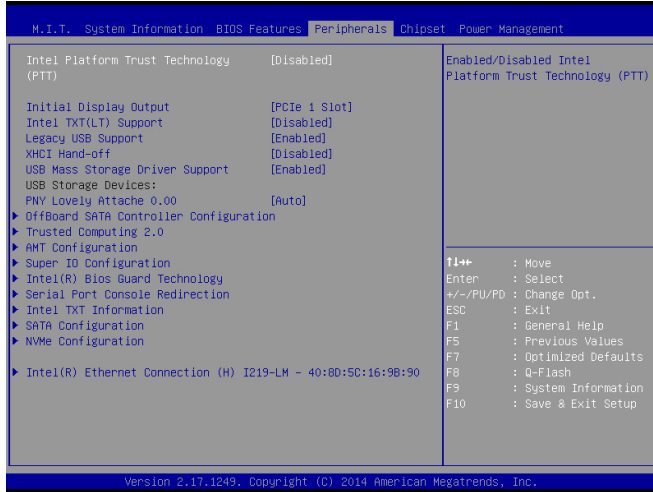 M.I.T. System Information BIOS Features Peripherals Chipset Power Management
Intel Platform Trust Technology [Disabled]
(PTT)
Initial Display Output [PCIe 1 Slot]
Intel TXT(LT) Support [Disabled]
Legacy USB Support [Enabled]
XHCI Hand-off [Disabled]
USB Mass Storage Driver Support [Enabled]
USB Storage Devices:
PNY Lovely Attache 0.00 [Auto]
OffBoard SATA Controller Configuration
Trusted Computing 2.0
AMT Configuration
Super IO Configuration
Intel(R) Bios Guard Technology
Serial Port Console Redirection
Intel TXT Information
SATA Configuration
NVMe Configuration
Intel(R) Ethernet Connection (H) I219-LM - 40:8D:5C:16:9B:90
Enabled/Disabled Intel
Platform Trust Technology (PTT)
↑↓→← : Move
Enter : Select
+/-/PU/PD : Change Opt.
ESC : Exit
F1 : General Help
F5 : Previous Values
F7 : Optimized Defaults
F8 : Q-Flash
F9 : System Information
F10 : Save & Exit Setup
Version 2.17.1249. Copyright (C) 2014 American Megatrends, Inc.